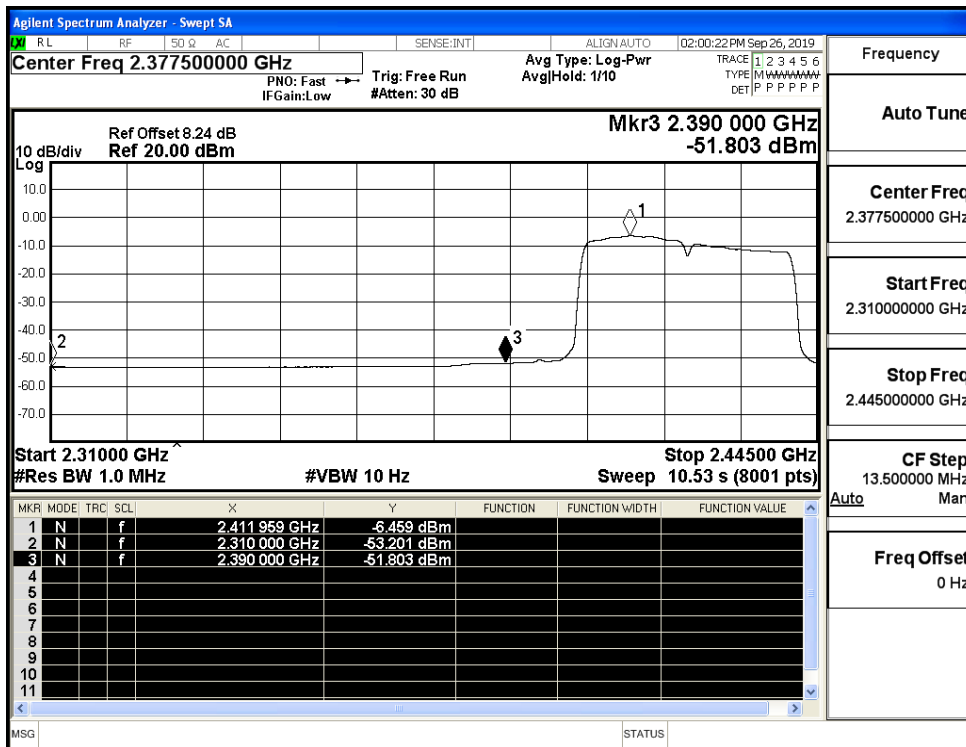 Agilent Spectrum Analyzer - Swept SA
LXI RL RF 50 Ω AC SENSE:INT ALIGNAUTO 02:00:22 PM Sep 26, 2019
Center Freq 2.377500000 GHz
PNO: Fast
IFGain:Low
Trig: Free Run
#Atten: 30 dB
Avg Type: Log-Pwr
Avg|Hold: 1/10
TRACE 1 2 3 4 5 6
TYPE M WWWWW
DET P P P P P P
Ref Offset 8.24 dB
10 dB/div Ref 20.00 dBm
Log
Mkr3 2.390 000 GHz
-51.803 dBm
10.0
0.00
-10.0
-20.0
-30.0
-40.0
-50.0
-60.0
-70.0
1
2
3
Start 2.31000 GHz Stop 2.44500 GHz
#Res BW 1.0 MHz #VBW 10 Hz Sweep 10.53 s (8001 pts)
MKR MODE TRC SCL X Y FUNCTION FUNCTION WIDTH FUNCTION VALUE
1 N f 2.411 959 GHz -6.459 dBm
2 N f 2.310 000 GHz -53.201 dBm
3 N f 2.390 000 GHz -51.803 dBm
4
5
6
7
8
9
10
11
MSG STATUS
Frequency
Auto Tune
Center Freq
2.377500000 GHz
Start Freq
2.310000000 GHz
Stop Freq
2.445000000 GHz
CF Step
13.500000 MHz
Auto Man
Freq Offset
0 Hz